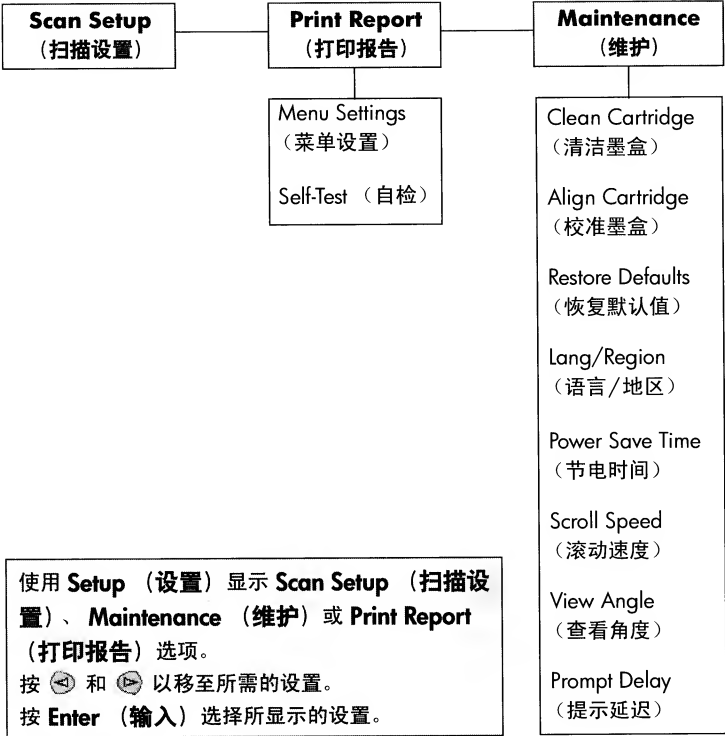 Scan Setup
（扫描设置）
Print Report
（打印报告）
Maintenance
（维护）
Menu Settings
（菜单设置）
Self-Test （自检）
Clean Cartridge
（清洁墨盒）
Align Cartridge
（校准墨盒）
Restore Defaults
（恢复默认值）
Lang/Region
（语言/地区）
Power Save Time
（节电时间）
Scroll Speed
（滚动速度）
View Angle
（查看角度）
Prompt Delay
（提示延迟）
使用 Setup （设置）显示 Scan Setup （扫描设
置）、 Maintenance （维护）或 Print Report
（打印报告）选项。
按 和 以移至所需的设置。
按 Enter （输入）选择所显示的设置。